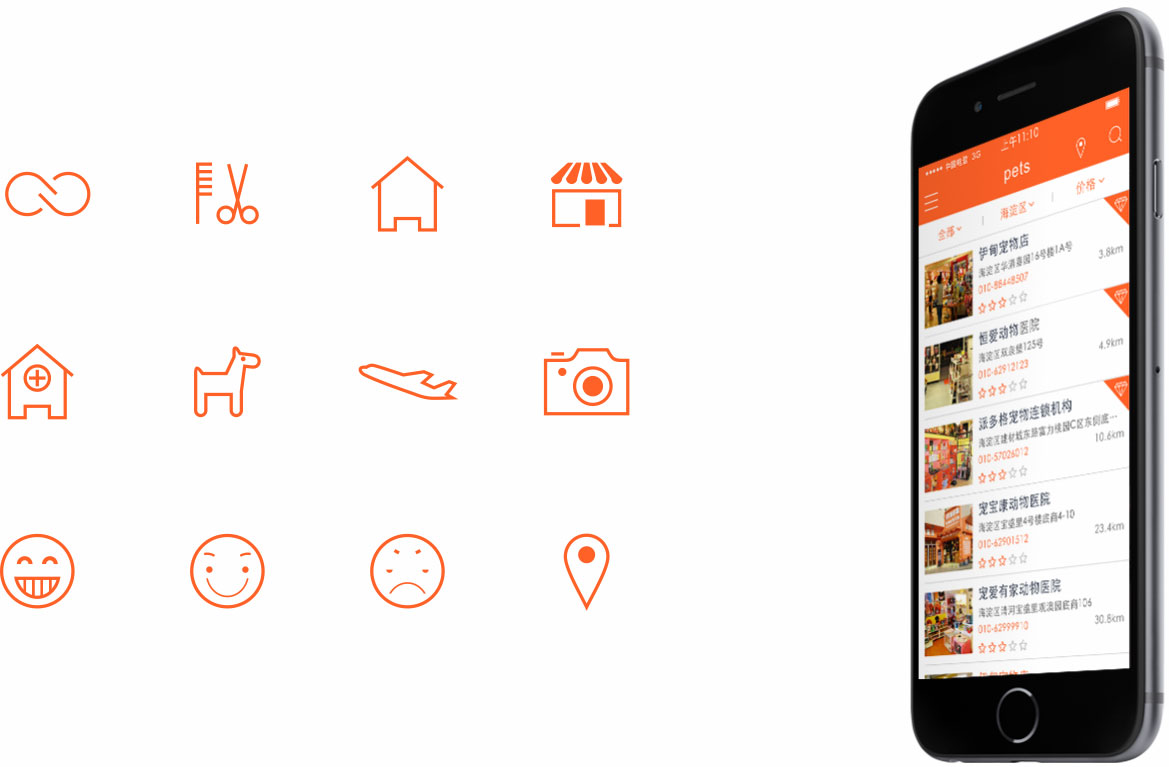 中国电信 3G
上午11:10
pets
全部
海淀区
价格
伊甸宠物店
海淀区华清嘉园16号楼1A号
010-88448507
3.8km
恒爱动物医院
海淀区双泉堡125号
010-62912123
4.9km
派多格宠物连锁机构
海淀区建材城东路富力桃园C区东侧底…
010-57026012
10.6km
宠宝康动物医院
海淀区宝盛里4号楼底商4-10
010-62901512
23.4km
宠爱有家动物医院
海淀区清河宝盛里观澳园底商106
010-62999910
30.8km